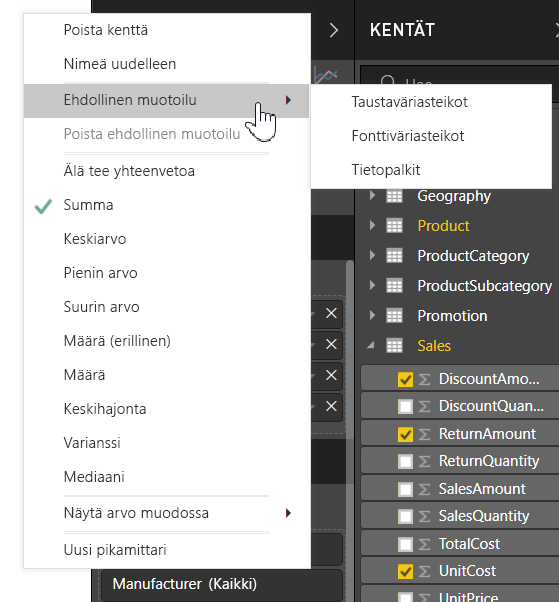 Poista kenttä
Nimeä uudelleen
Ehdollinen muotoilu
Poista ehdollinen muotoilu
Älä tee yhteenvetoa
Summa
Keskiarvo
Pienin arvo
Suurin arvo
Määrä (erillinen)
Määrä
Keskihajonta
Varianssi
Mediaani
Näytä arvo muodossa
Uusi pikamittari
Manufacturer (Kaikki)
Taustaväriasteikot
Fonttiväriasteikot
Tietopalkit
KENTÄT
Hae
Geography
Product
ProductCategory
ProductSubcategory
Promotion
Sales
DiscountAmo...
DiscountQuan...
ReturnAmount
ReturnQuantity
SalesAmount
SalesQuantity
TotalCost
UnitCost
UnitPrice